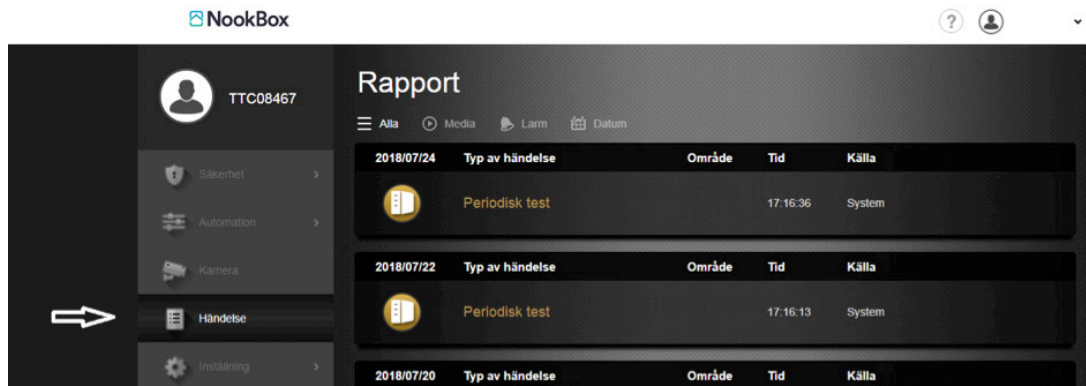 NookBox
?
TTC08467
Säkerhet
Automation
Kamera
Händelse
Inställning
Rapport
Alla Media Larm Datum
2018/07/24 Typ av händelse Område Tid Källa
Periodisk test 17:16:36 System
2018/07/22 Typ av händelse Område Tid Källa
Periodisk test 17:16:13 System
2018/07/20 Typ av händelse Område Tid Källa